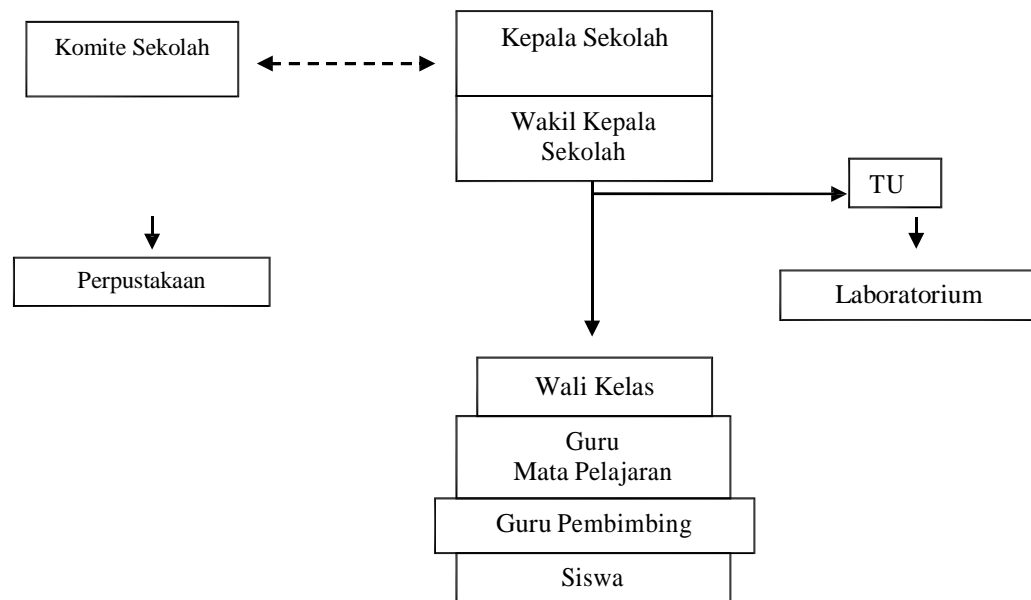 Komite Sekolah
Kepala Sekolah
Wakil Kepala
Sekolah
TU
Perpustakaan
Laboratorium
Wali Kelas
Guru
Mata Pelajaran
Guru Pembimbing
Siswa